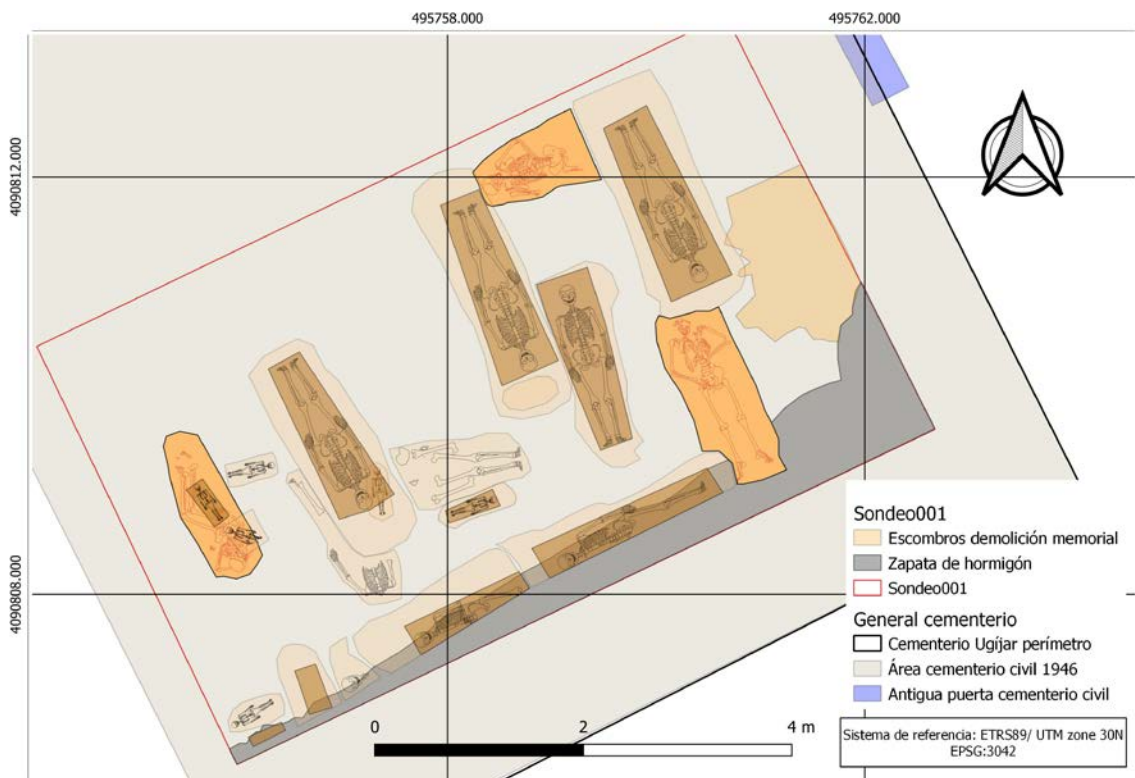 495758.000
495762.000
4090812.000
4090808.000
0
2
4 m
Sondeo001
Escombros demolición memorial
Zapata de hormigón
Sondeo001
General cementerio
Cementerio Ugíjar perímetro
Área cementerio civil 1946
Antigua puerta cementerio civil
Sistema de referencia: ETRS89/ UTM zone 30N
EPSG:3042